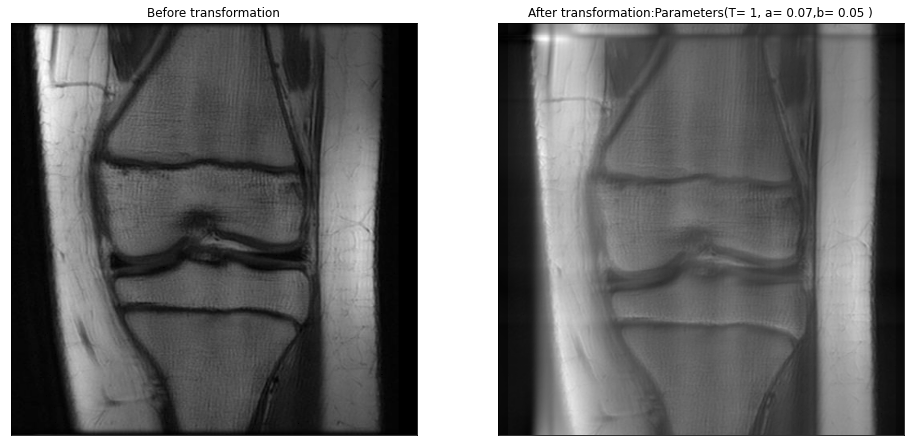 Before transformation
After transformation:Parameters(T= 1, a= 0.07,b= 0.05 )